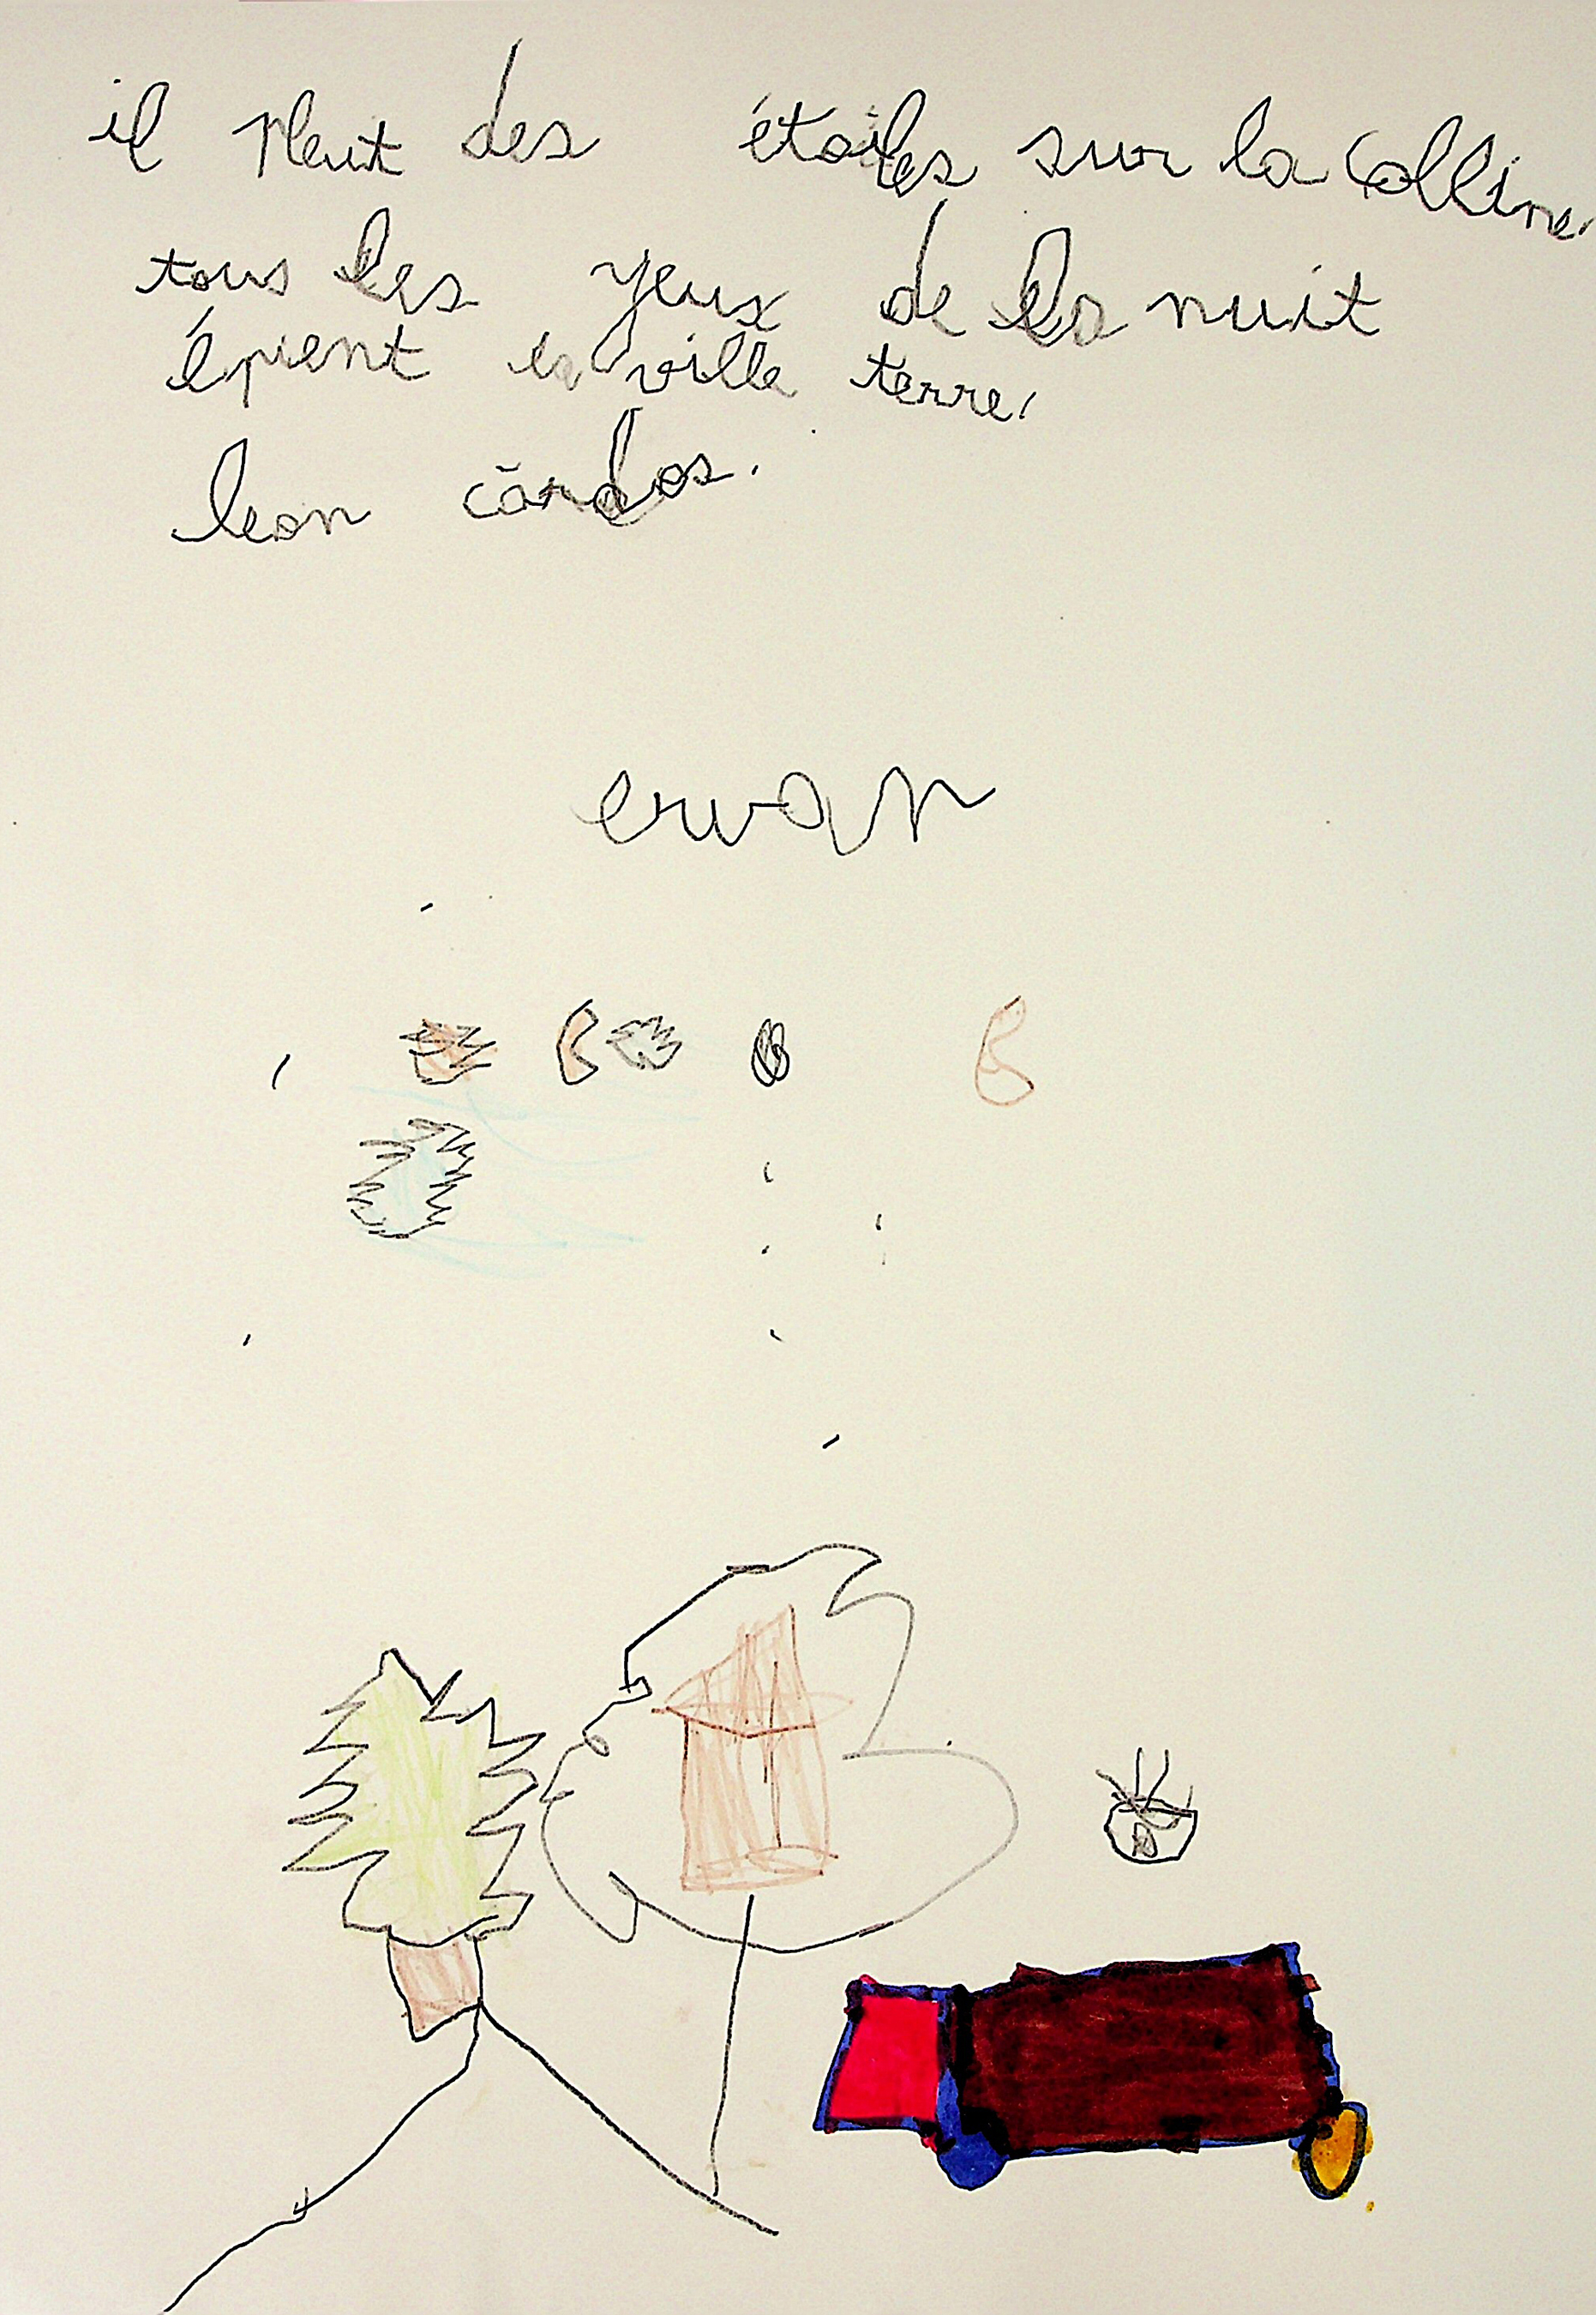 il pleut des étoiles sur la colline.
tous les yeux de la nuit
épient la ville terre.
leon cándos.
erwan